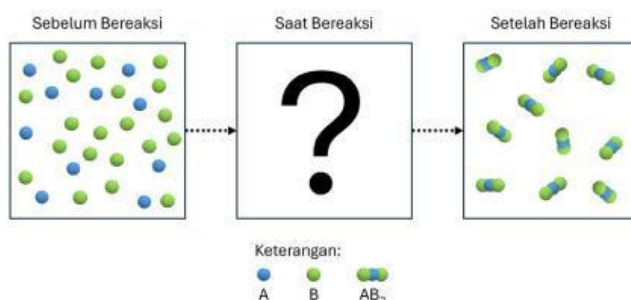 Sebelum Bereaksi
Saat Bereaksi
Setelah Bereaksi
?
Keterangan:
A
B
AB₂